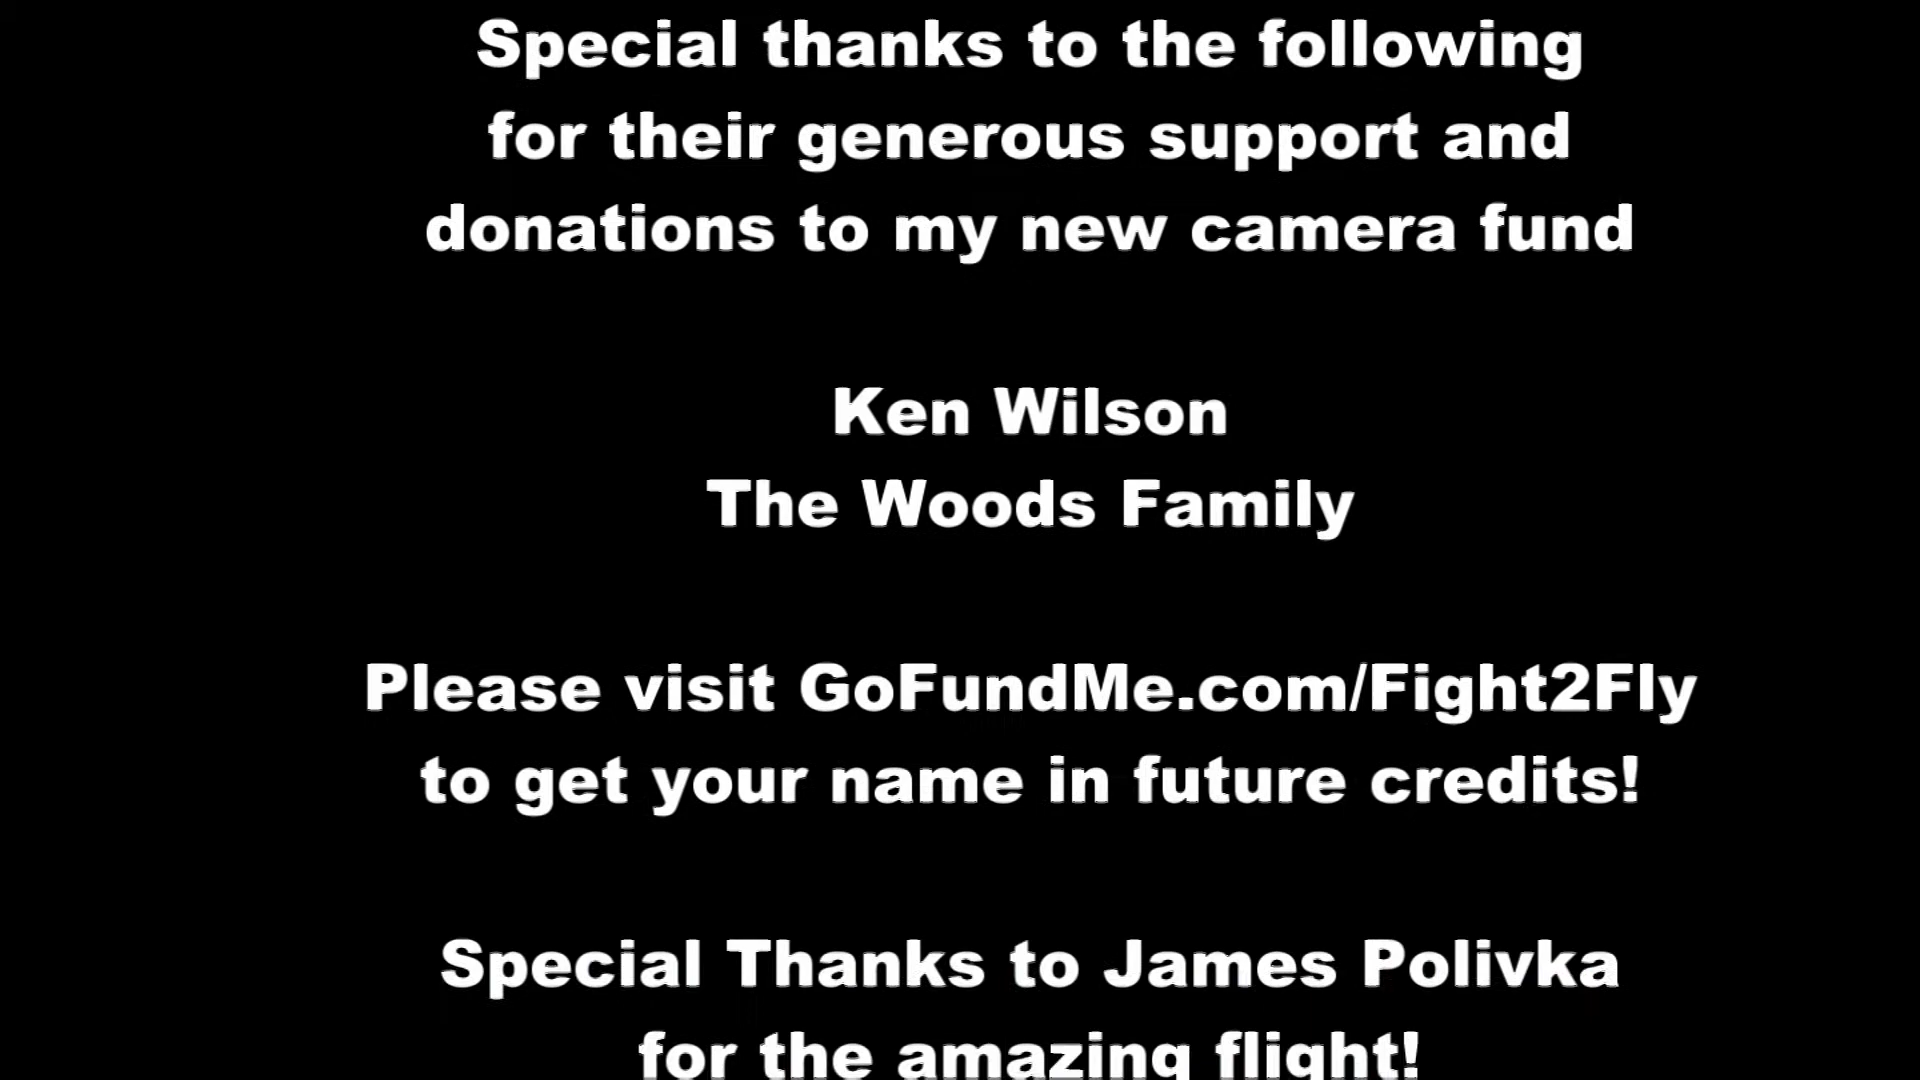 Special thanks to the following
for their generous support and
donations to my new camera fund
Ken Wilson
The Woods Family
Please visit GoFundMe.com/Fight2Fly
to get your name in future credits!
Special Thanks to James Polivka
for the amazing flight!